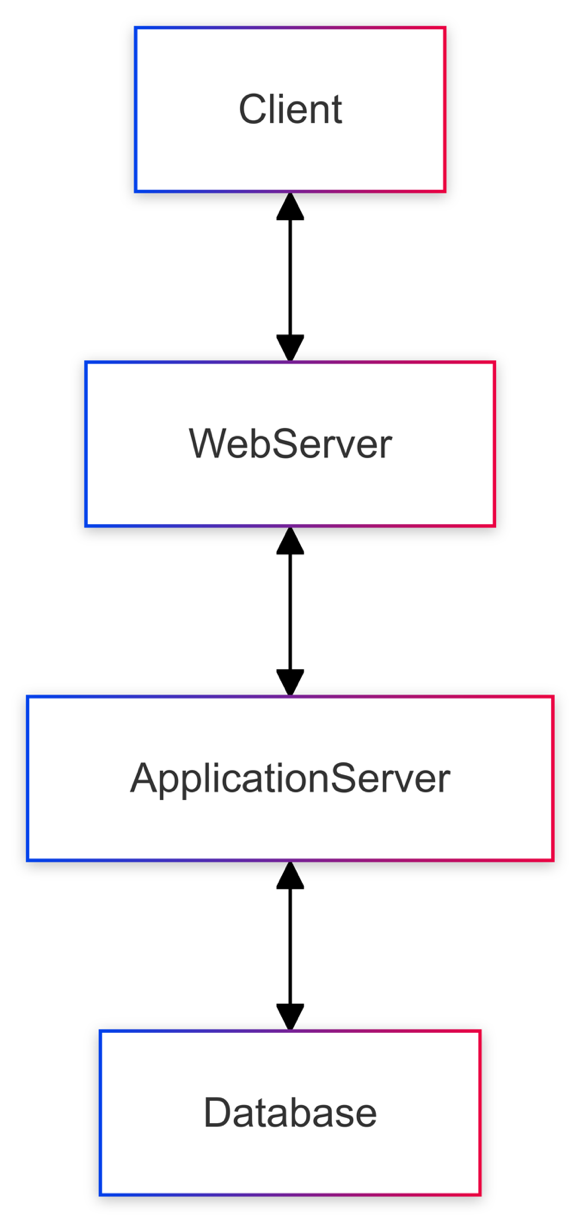 Client
WebServer
ApplicationServer
Database